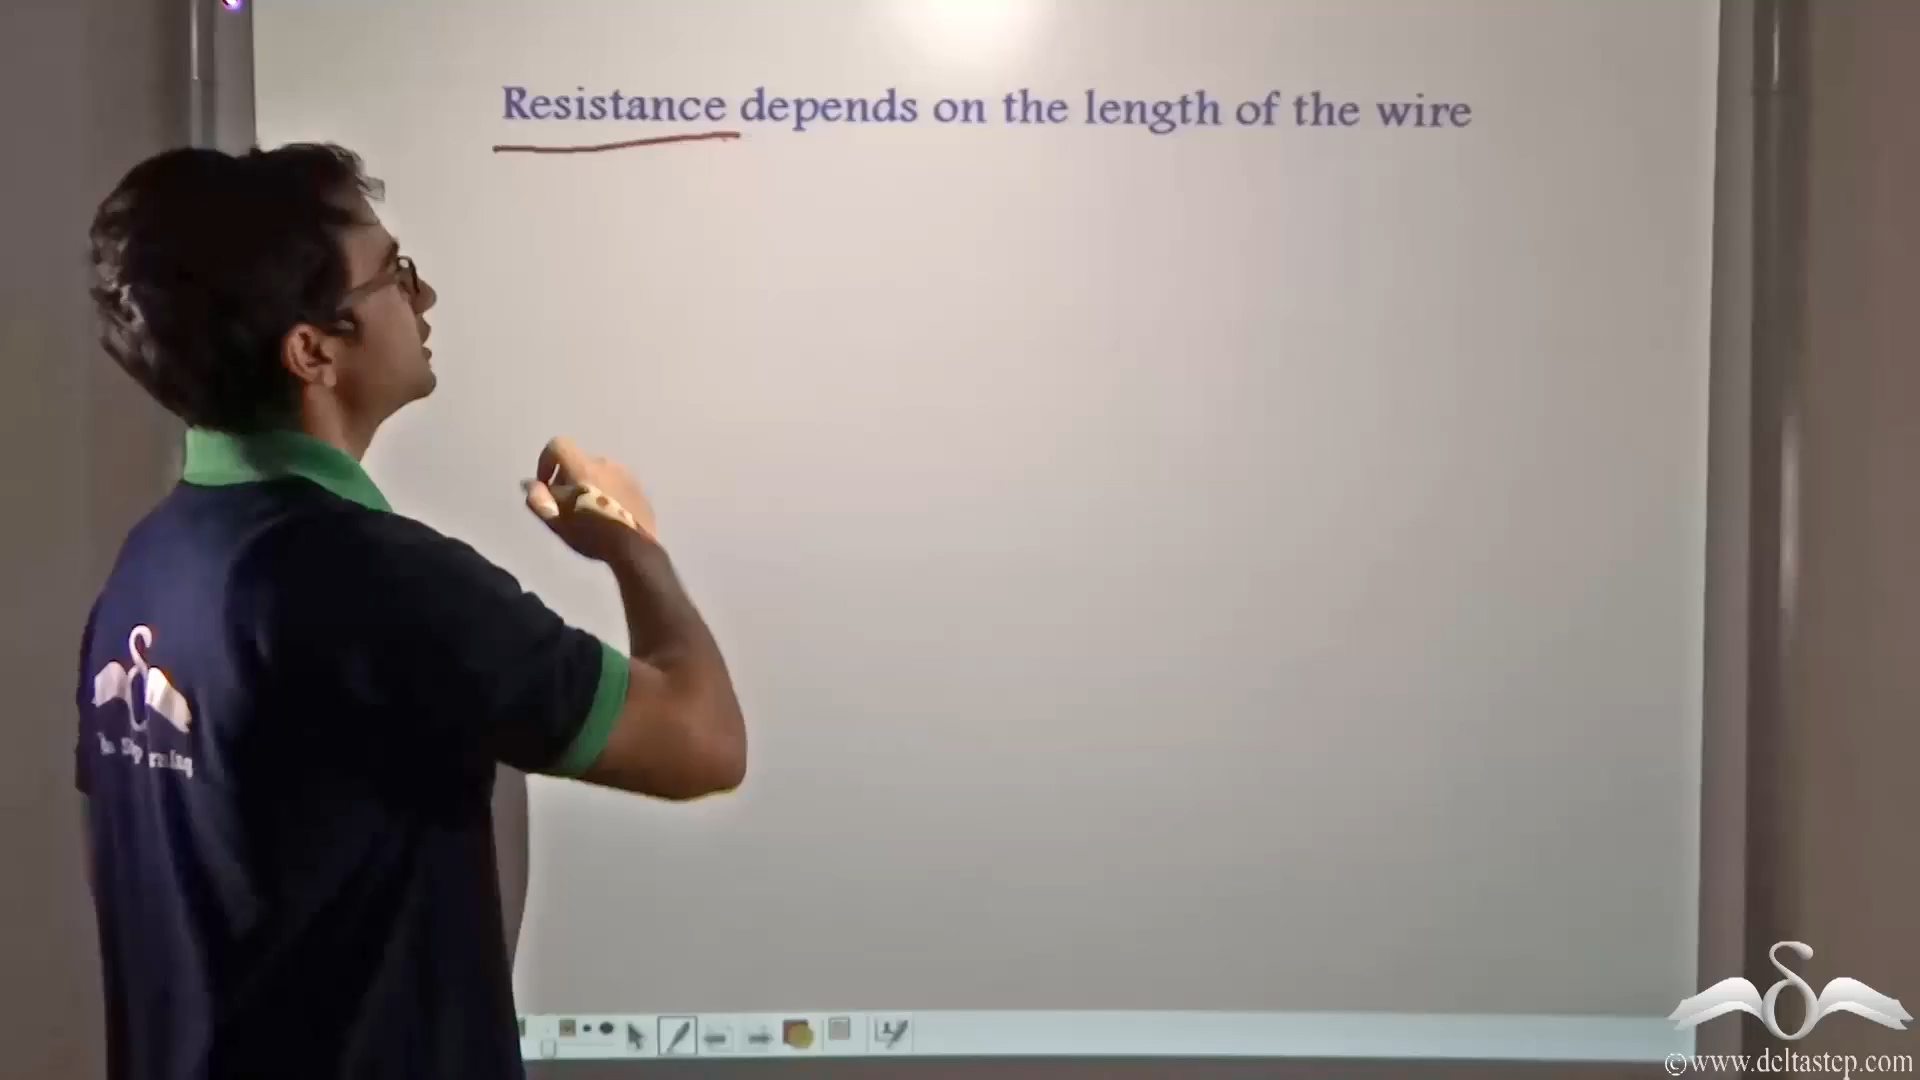 Resistance depends on the length of the wire
©www.deltastep.com